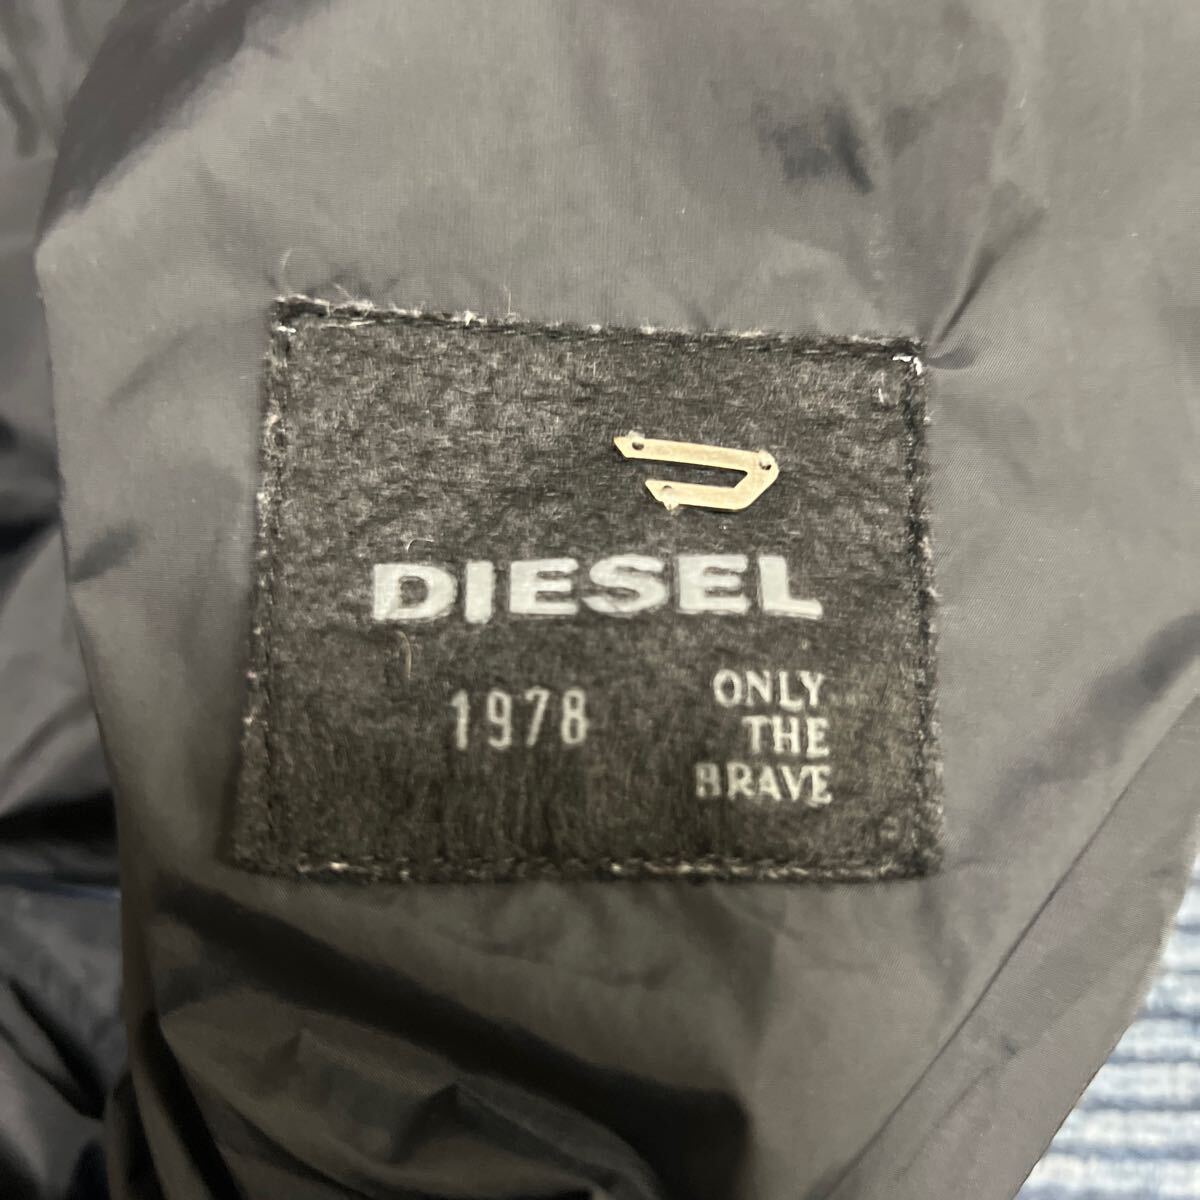 DIESEL
1978
ONLY
THE
BRAVE